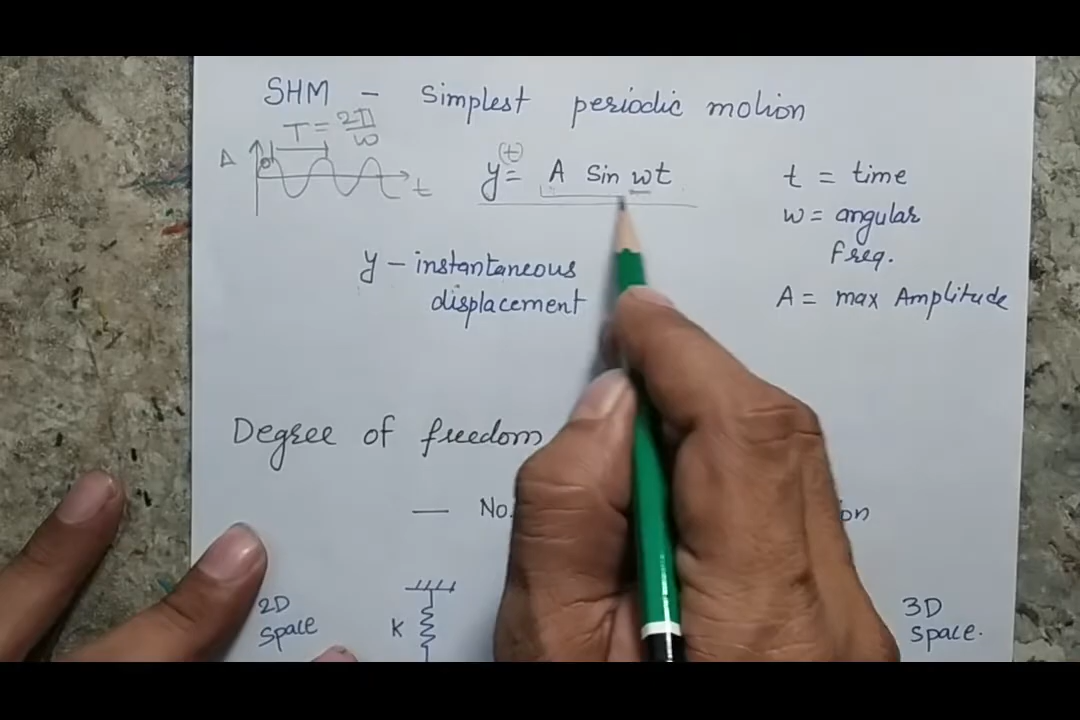 SHM - Simplest periodic motion
T = 2π/ω
A
t
y(t) = A Sin ωt
t = time
ω = angular
freq.
A = max Amplitude
y - instantaneous
displacement
Degree of freedom
— No.
2D
Space
K
3D
Space.